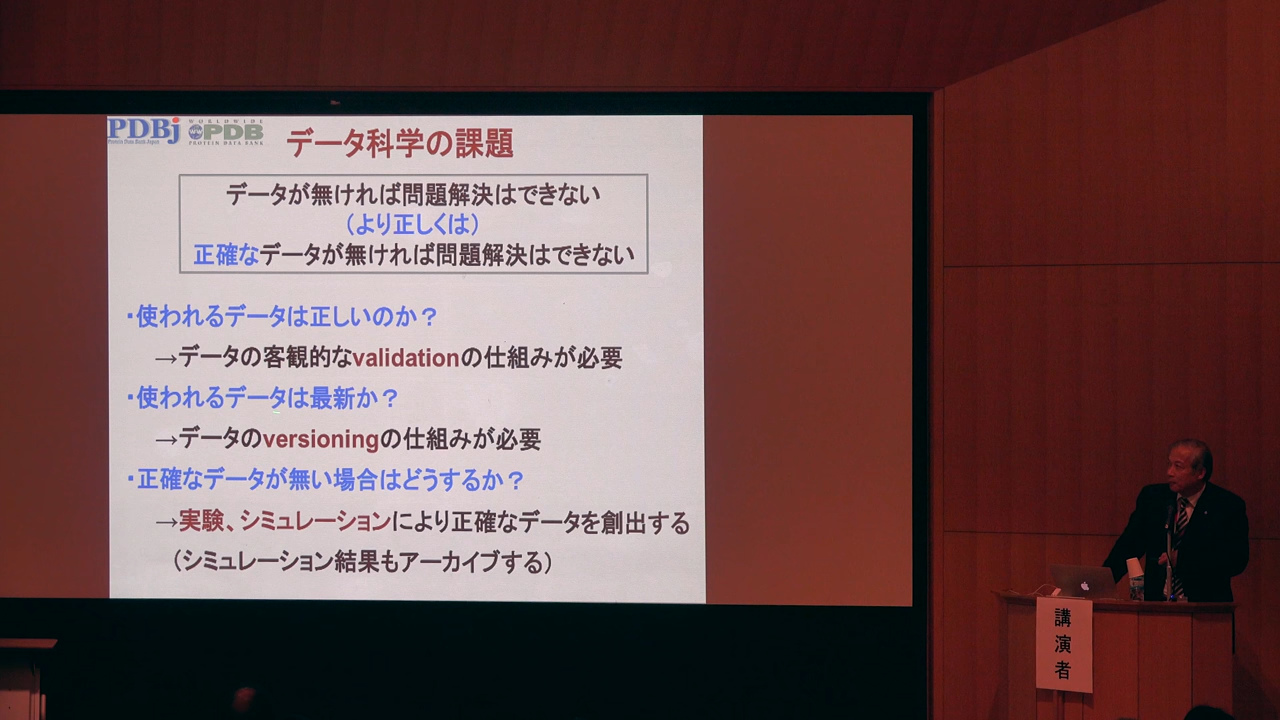 PDBj
Protein Data Bank Japan
WORLDWIDE
PDB
PROTEIN DATA BANK
データ科学の課題
データが無ければ問題解決はできない
(より正しくは)
正確なデータが無ければ問題解決はできない
・使われるデータは正しいのか?
→データの客観的なvalidationの仕組みが必要
・使われるデータは最新か?
→データのversioningの仕組みが必要
・正確なデータが無い場合はどうするか?
→実験、シミュレーションにより正確なデータを創出する
(シミュレーション結果もアーカイブする)
講演者